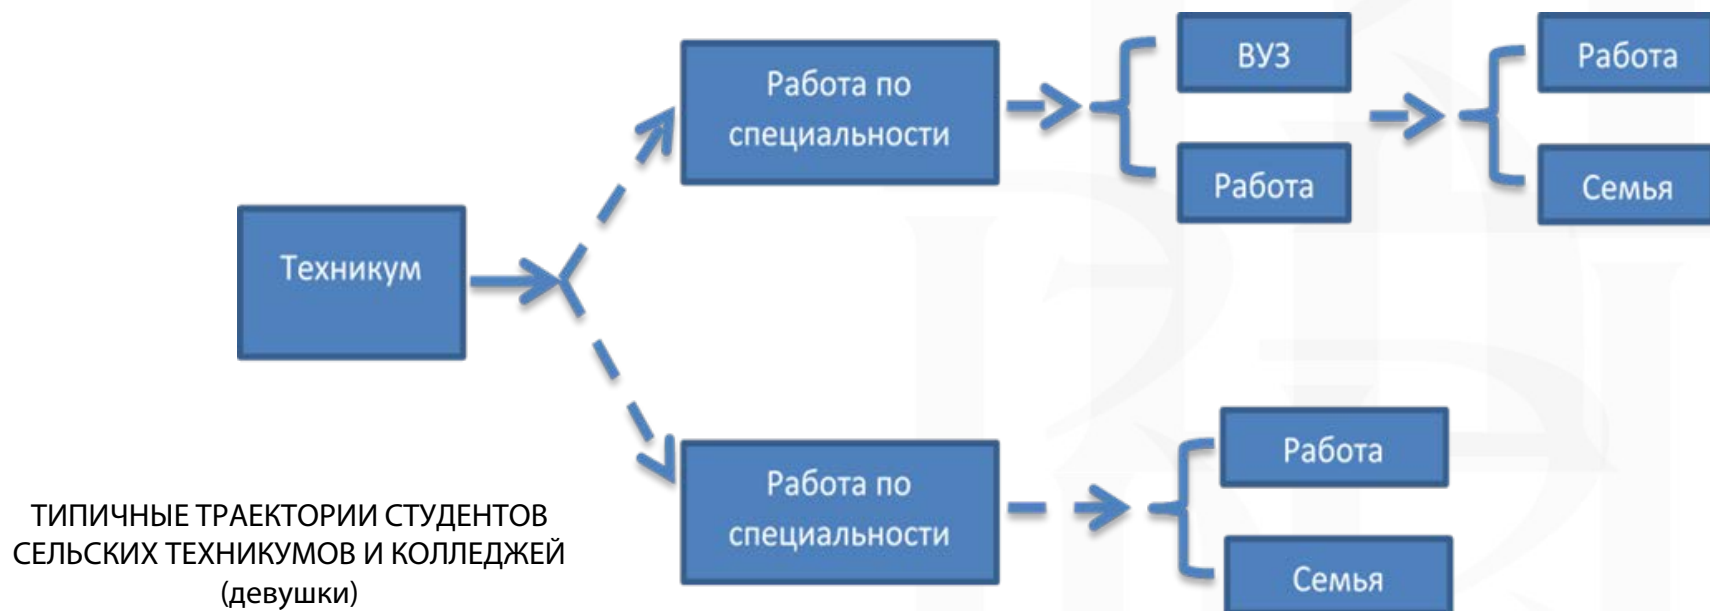 ВУЗ
Работа
Работа по
специальности
Работа
Семья
Техникум
Работа
Работа по
специальности
Семья
ТИПИЧНЫЕ ТРАЕКТОРИИ СТУДЕНТОВ
СЕЛЬСКИХ ТЕХНИКУМОВ И КОЛЛЕДЖЕЙ
(девушки)